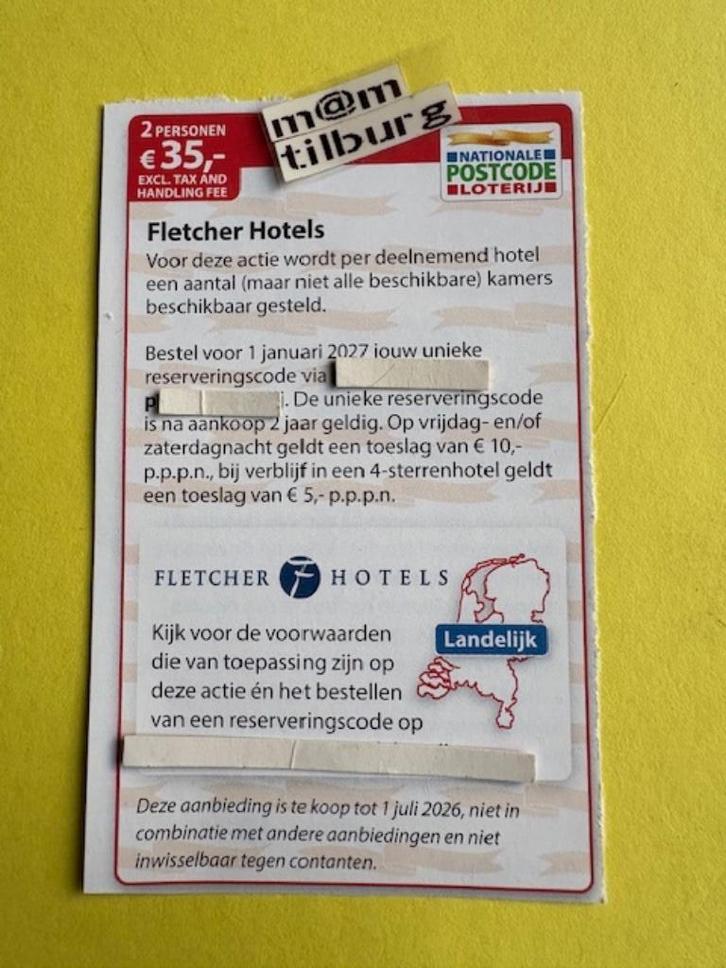 m@m
tilburg
2 PERSONEN
€ 35,-
EXCL. TAX AND
HANDLING FEE
NATIONALE
POSTCODE
LOTERIJ
Fletcher Hotels
Voor deze actie wordt per deelnemend hotel
een aantal (maar niet alle beschikbare) kamers
beschikbaar gesteld.
Bestel voor 1 januari 2027 jouw unieke
reserveringscode via
p j. De unieke reserveringscode
is na aankoop 2 jaar geldig. Op vrijdag- en/of
zaterdagnacht geldt een toeslag van € 10,-
p.p.p.n., bij verblijf in een 4-sterrenhotel geldt
een toeslag van € 5,- p.p.p.n.
FLETCHER F HOTELS
Landelijk
Kijk voor de voorwaarden
die van toepassing zijn op
deze actie én het bestellen
van een reserveringscode op
Deze aanbieding is te koop tot 1 juli 2026, niet in
combinatie met andere aanbiedingen en niet
inwisselbaar tegen contanten.